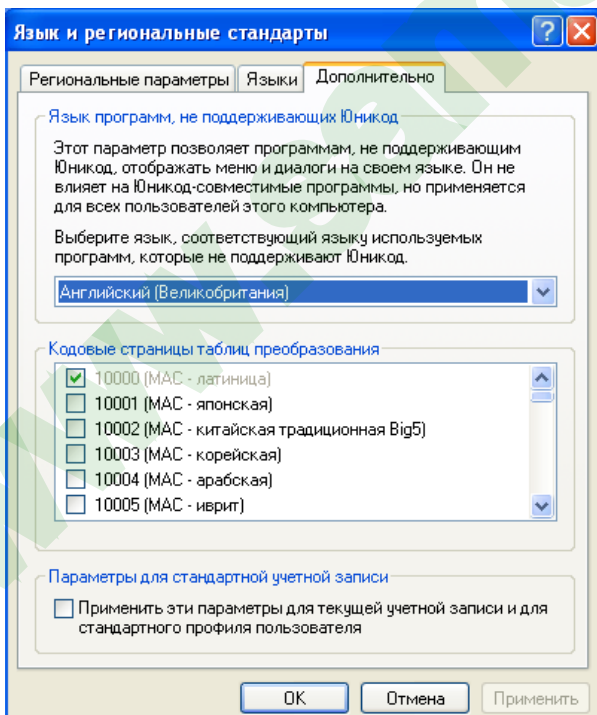 Язык и региональные стандарты
Региональные параметры Языки Дополнительно
Язык программ, не поддерживающих Юникод
Этот параметр позволяет программам, не поддерживающим
Юникод, отображать меню и диалоги на своем языке. Он не
влияет на Юникод-совместимые программы, но применяется
для всех пользователей этого компьютера.
Выберите язык, соответствующий языку используемых
программ, которые не поддерживают Юникод.
Английский (Великобритания)
Кодовые страницы таблиц преобразования
10000 (MAC - латиница)
10001 (MAC - японская)
10002 (MAC - китайская традиционная Big5)
10003 (MAC - корейская)
10004 (MAC - арабская)
10005 (MAC - иврит)
Параметры для стандартной учетной записи
Применить эти параметры для текущей учетной записи и для
стандартного профиля пользователя
OK Отмена Применить